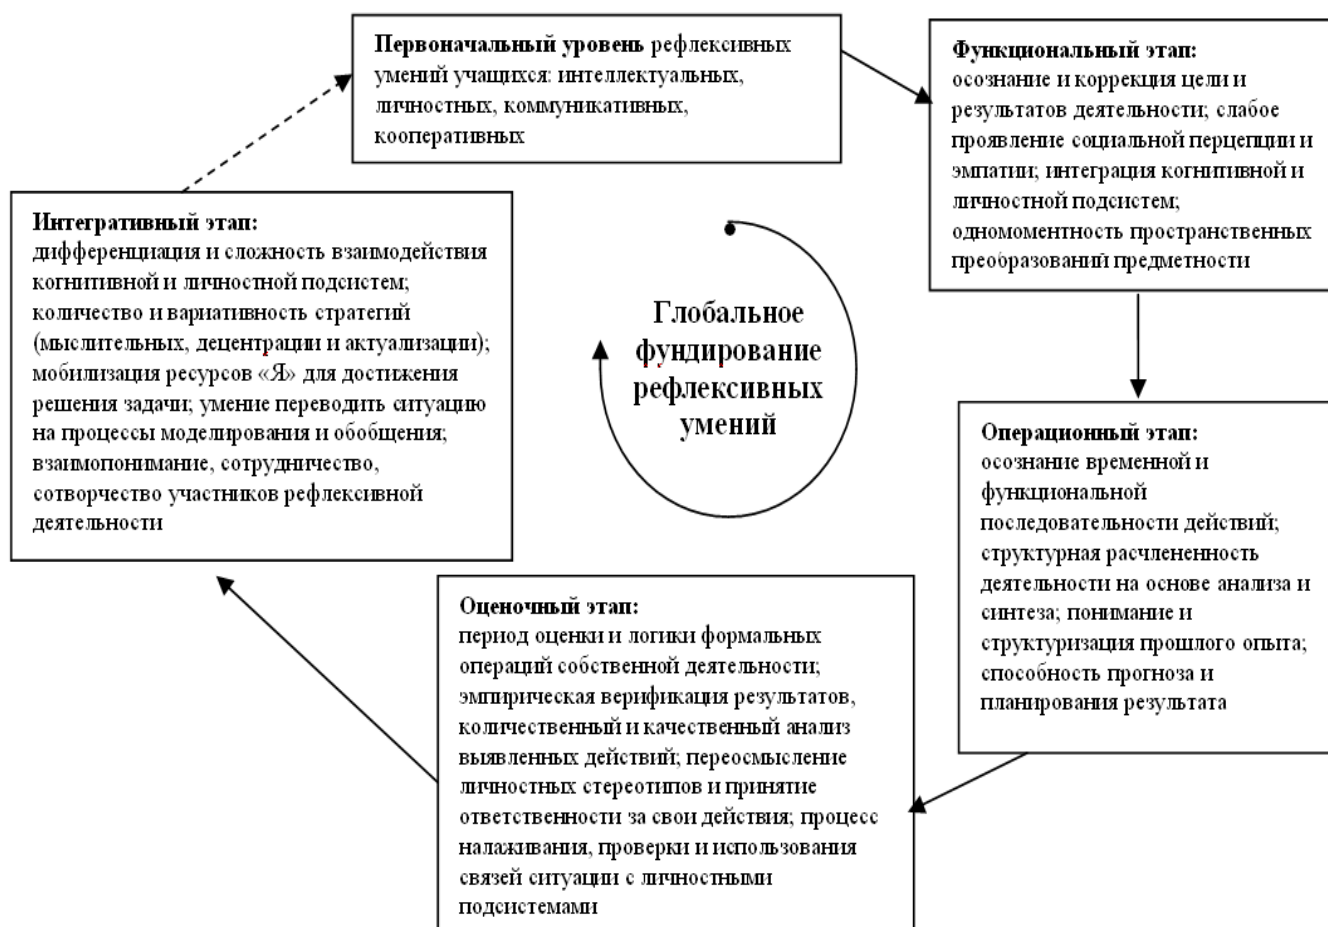 Первоначальный уровень рефлексивных
умений учащихся: интеллектуальных,
личностных, коммуникативных,
кооперативных
Функциональный этап:
осознание и коррекция цели и
результатов деятельности; слабое
проявление социальной перцепции и
эмпатии; интеграция когнитивной и
личностной подсистем;
одномоментность пространственных
преобразований предметности
Операционный этап:
осознание временной и
функциональной
последовательности действий;
структурная расчлененность
деятельности на основе анализа и
синтеза; понимание и
структуризация прошлого опыта;
способность прогноза и
планирования результата
Оценочный этап:
период оценки и логики формальных
операций собственной деятельности;
эмпирическая верификация результатов,
количественный и качественный анализ
выявленных действий; переосмысление
личностных стереотипов и принятие
ответственности за свои действия; процесс
налаживания, проверки и использования
связей ситуации с личностными
подсистемами
Интегративный этап:
дифференциация и сложность взаимодействия
когнитивной и личностной подсистем;
количество и вариативность стратегий
(мыслительных, децентрации и актуализации);
мобилизация ресурсов «Я» для достижения
решения задачи; умение переводить ситуацию
на процессы моделирования и обобщения;
взаимопонимание, сотрудничество,
сотворчество участников рефлексивной
деятельности
Глобальное
фундирование
рефлексивных
умений